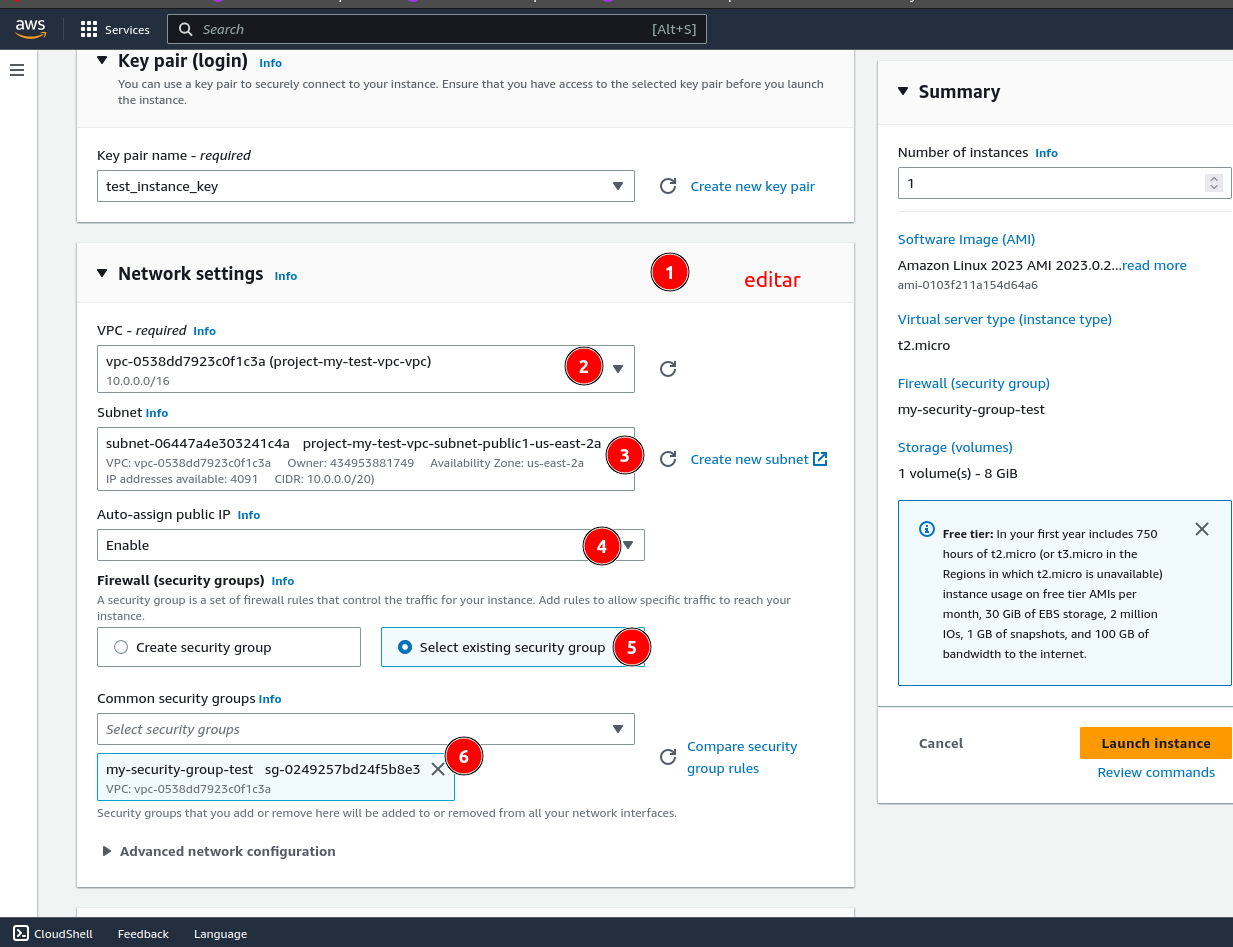 aws
Services
Search
[Alt+S]
Key pair (login) Info
You can use a key pair to securely connect to your instance. Ensure that you have access to the selected key pair before you launch
the instance.
Key pair name - required
test_instance_key
Create new key pair
Network settings Info
1
editar
VPC - required Info
vpc-0538dd7923c0f1c3a (project-my-test-vpc-vpc)
10.0.0.0/16
2
Subnet Info
subnet-06447a4e303241c4a project-my-test-vpc-subnet-public1-us-east-2a
VPC: vpc-0538dd7923c0f1c3a Owner: 434953881749 Availability Zone: us-east-2a
IP addresses available: 4091 CIDR: 10.0.0.0/20)
3
Create new subnet
Auto-assign public IP Info
Enable
4
Firewall (security groups) Info
A security group is a set of firewall rules that control the traffic for your instance. Add rules to allow specific traffic to reach your
instance.
Create security group
Select existing security group
5
Common security groups Info
Select security groups
my-security-group-test sg-0249257bd24f5b8e3
VPC: vpc-0538dd7923c0f1c3a
6
Compare security
group rules
Security groups that you add or remove here will be added to or removed from all your network interfaces.
Advanced network configuration
Summary
Number of instances Info
1
Software Image (AMI)
Amazon Linux 2023 AMI 2023.0.2...read more
ami-0103f211a154d64a6
Virtual server type (instance type)
t2.micro
Firewall (security group)
my-security-group-test
Storage (volumes)
1 volume(s) - 8 GiB
Free tier: In your first year includes 750
hours of t2.micro (or t3.micro in the
Regions in which t2.micro is unavailable)
instance usage on free tier AMIs per
month, 30 GiB of EBS storage, 2 million
IOs, 1 GB of snapshots, and 100 GB of
bandwidth to the internet.
Cancel
Launch instance
Review commands
CloudShell
Feedback
Language